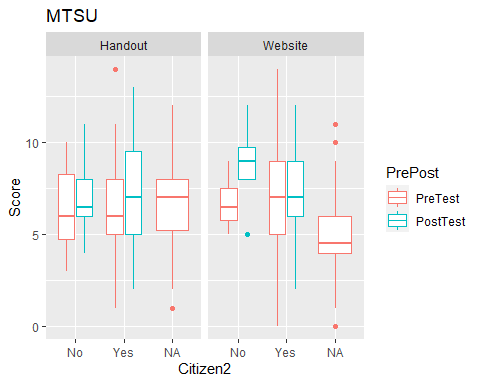 MTSU
Handout Website
Score
10
5
0
No Yes NA No Yes NA
Citizen2
PrePost
PreTest
PostTest